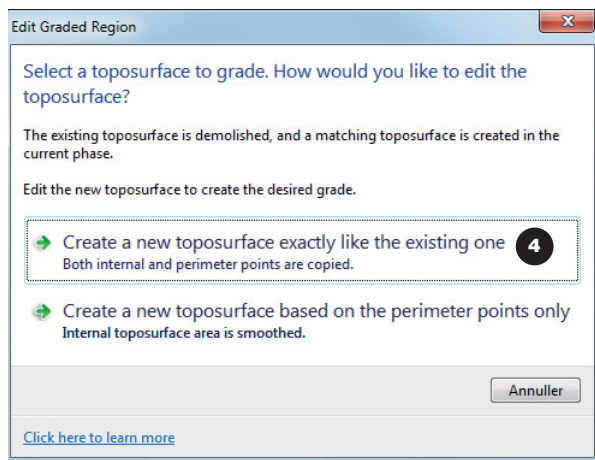 Edit Graded Region
x
Select a toposurface to grade. How would you like to edit the
toposurface?
The existing toposurface is demolished, and a matching toposurface is created in the
current phase.
Edit the new toposurface to create the desired grade.
Create a new toposurface exactly like the existing one 4
Both internal and perimeter points are copied.
Create a new toposurface based on the perimeter points only
Internal toposurface area is smoothed.
Annuller
Click here to learn more